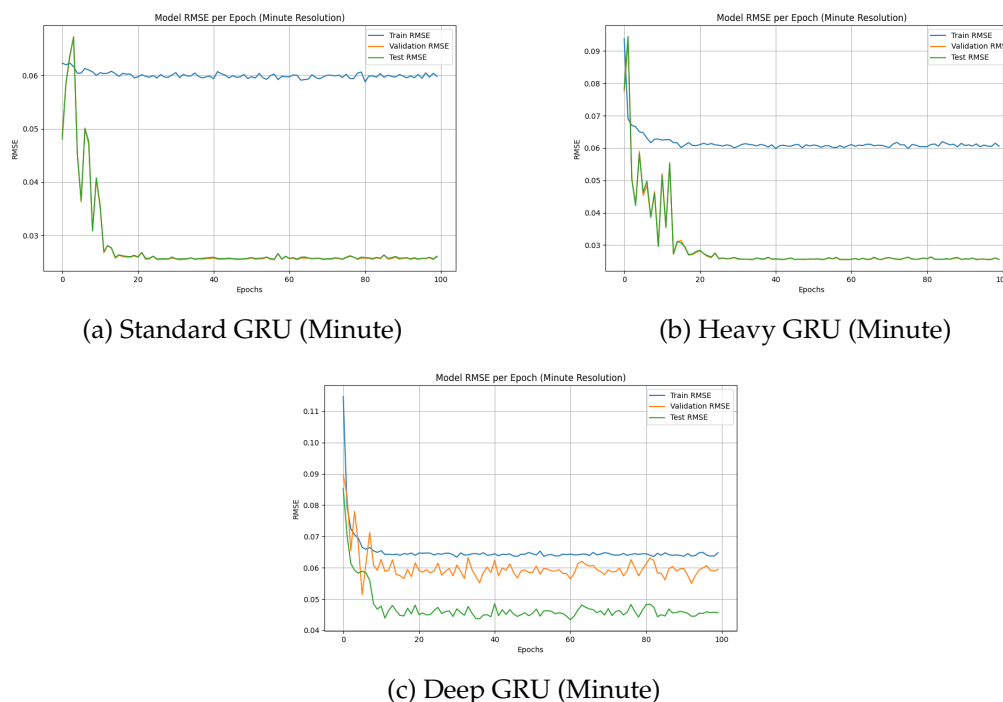 Model RMSE per Epoch (Minute Resolution)
Train RMSE
Validation RMSE
Test RMSE
0.06
0.05
0.04
0.03
RMSE
0 20 40 60 80 100
Epochs
(a) Standard GRU (Minute)
Model RMSE per Epoch (Minute Resolution)
Train RMSE
Validation RMSE
Test RMSE
0.09
0.08
0.07
0.06
0.05
0.04
0.03
RMSE
0 20 40 60 80
Epochs
(b) Heavy GRU (Minute)
Model RMSE per Epoch (Minute Resolution)
Train RMSE
Validation RMSE
Test RMSE
0.11
0.10
0.09
0.08
0.07
0.06
0.05
0.04
RMSE
0 20 40 60 80 100
Epochs
(c) Deep GRU (Minute)